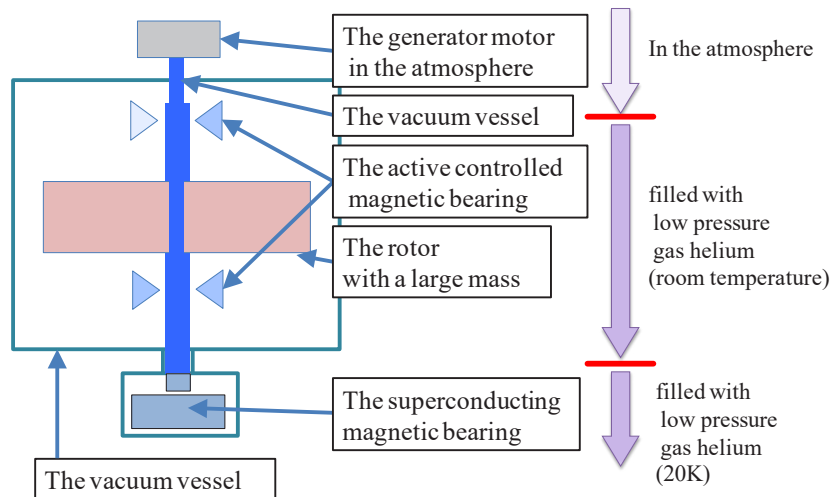 The generator motor
in the atmosphere
The vacuum vessel
The active controlled
magnetic bearing
The rotor
with a large mass
The superconducting
magnetic bearing
The vacuum vessel
In the atmosphere
filled with
low pressure
gas helium
(room temperature)
filled with
low pressure
gas helium
(20K)